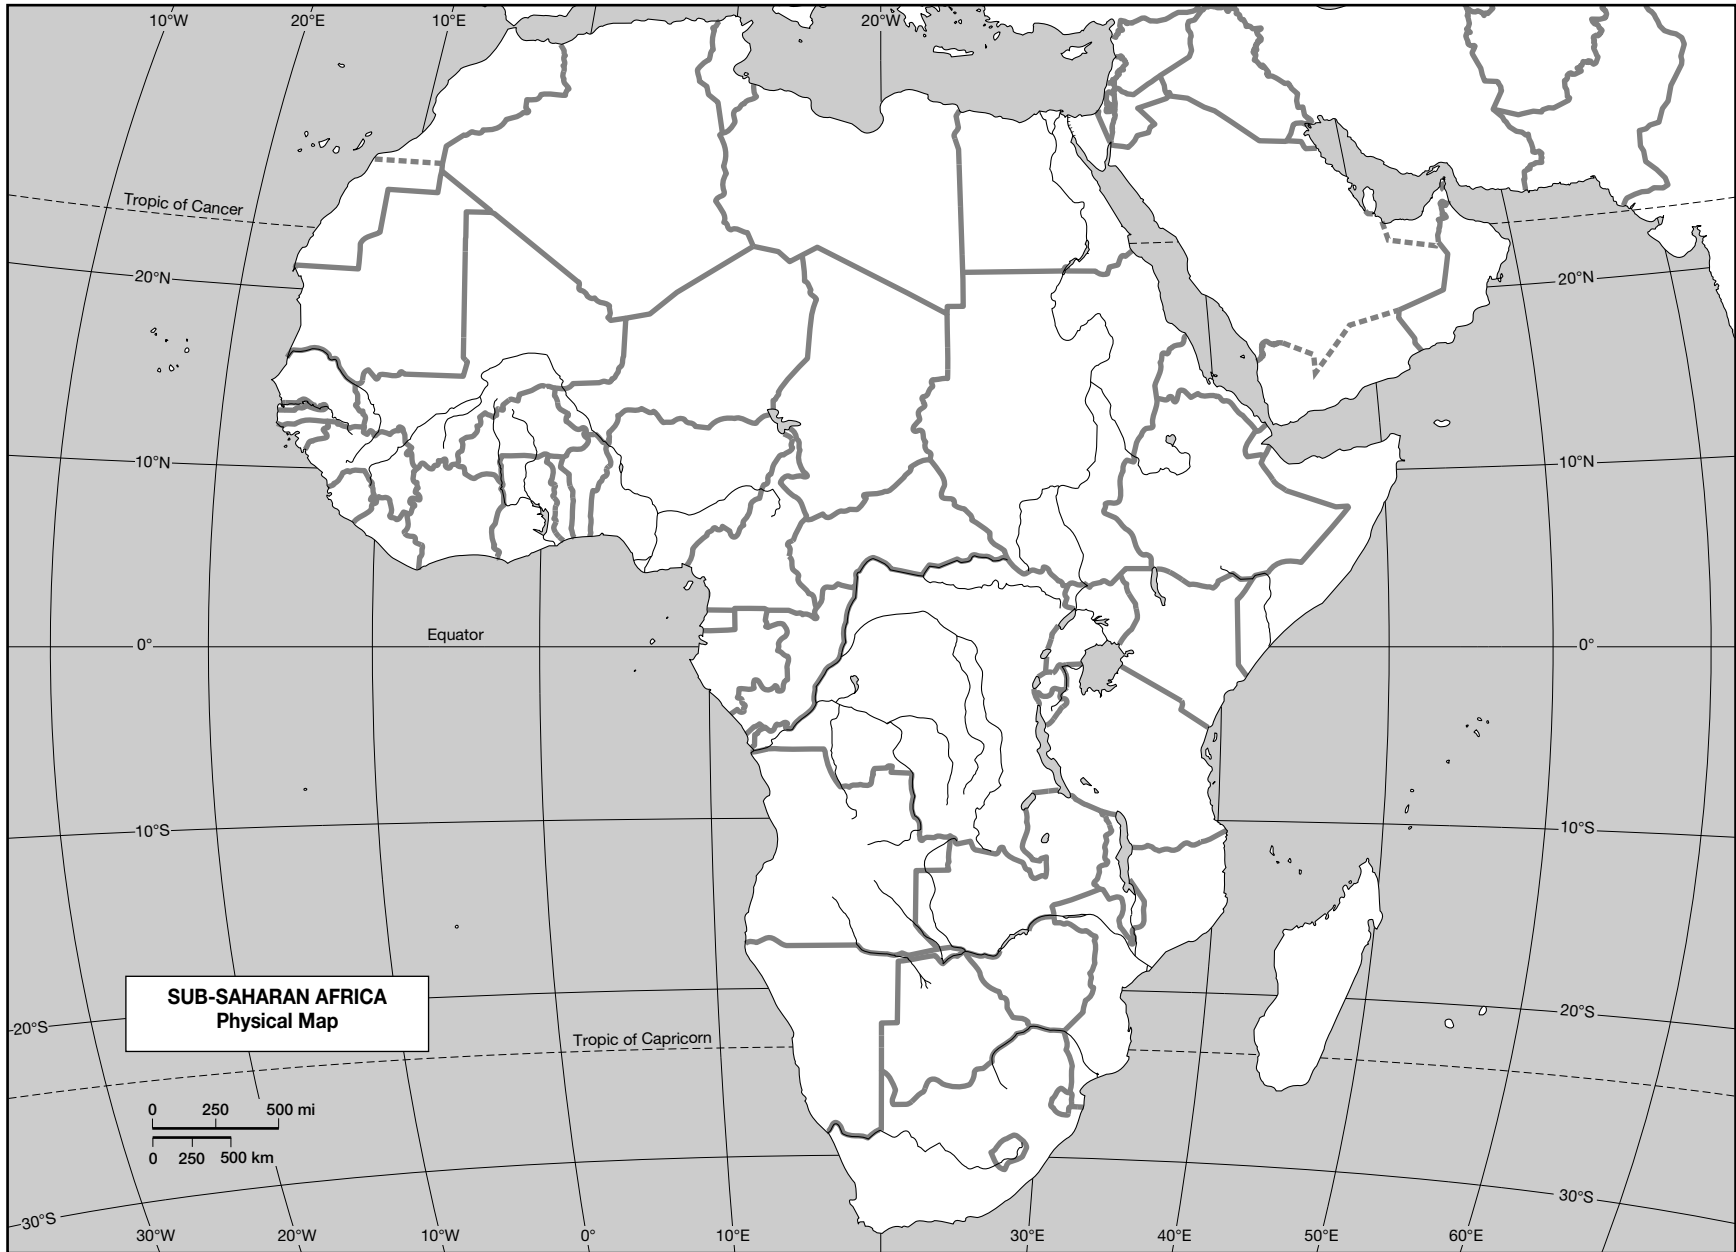 10°W 20°E 10°E 20°W
Tropic of Cancer
20°N 20°N
10°N 10°N
Equator
0° 0°
10°S 10°S
SUB-SAHARAN AFRICA
Physical Map
20°S 20°S
Tropic of Capricorn
0 250 500 mi
0 250 500 km
30°S 30°S
30°W 20°W 10°W 0° 10°E 30°E 40°E 50°E 60°E